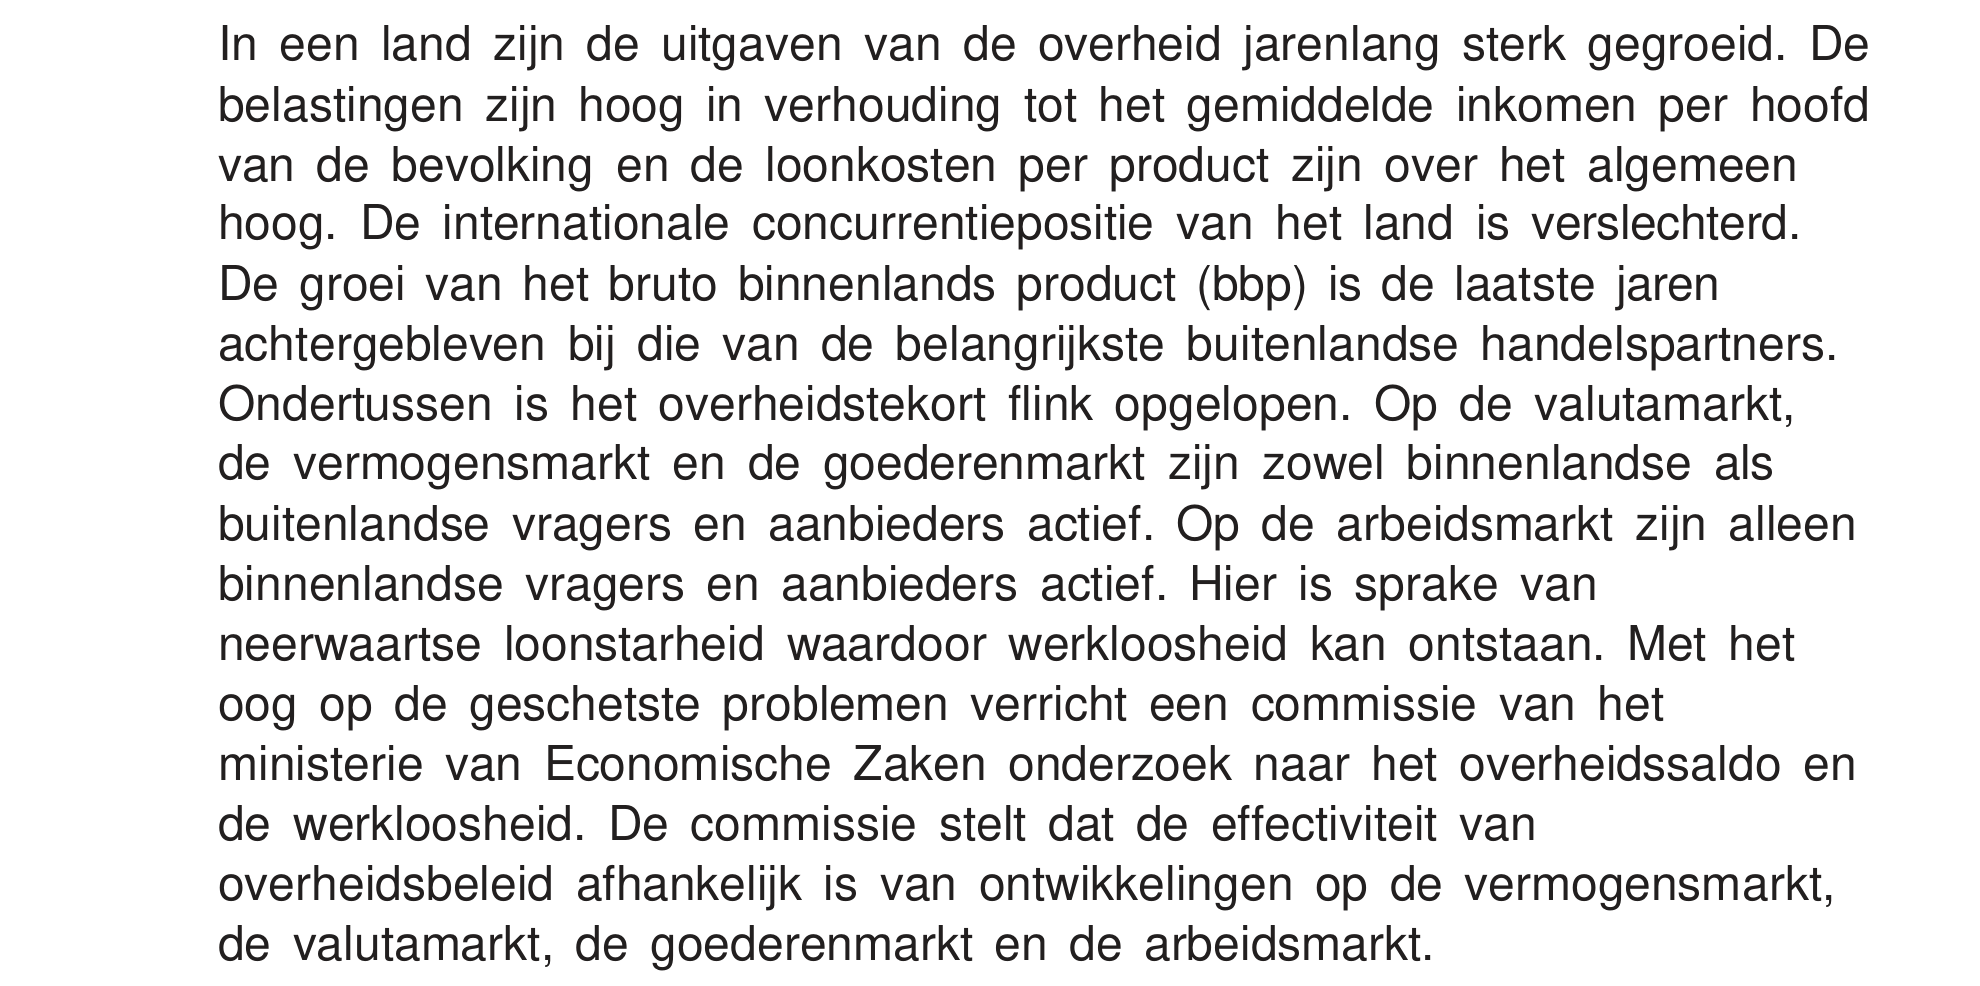 In een land zijn de uitgaven van de overheid jarenlang sterk gegroeid. De
belastingen zijn hoog in verhouding tot het gemiddelde inkomen per hoofd
van de bevolking en de loonkosten per product zijn over het algemeen
hoog. De internationale concurrentiepositie van het land is verslechterd.
De groei van het bruto binnenlands product (bbp) is de laatste jaren
achtergebleven bij die van de belangrijkste buitenlandse handelspartners.
Ondertussen is het overheidstekort flink opgelopen. Op de valutamarkt,
de vermogensmarkt en de goederenmarkt zijn zowel binnenlandse als
buitenlandse vragers en aanbieders actief. Op de arbeidsmarkt zijn alleen
binnenlandse vragers en aanbieders actief. Hier is sprake van
neerwaartse loonstarheid waardoor werkloosheid kan ontstaan. Met het
oog op de geschetste problemen verricht een commissie van het
ministerie van Economische Zaken onderzoek naar het overheidssaldo en
de werkloosheid. De commissie stelt dat de effectiviteit van
overheidsbeleid afhankelijk is van ontwikkelingen op de vermogensmarkt,
de valutamarkt, de goederenmarkt en de arbeidsmarkt.